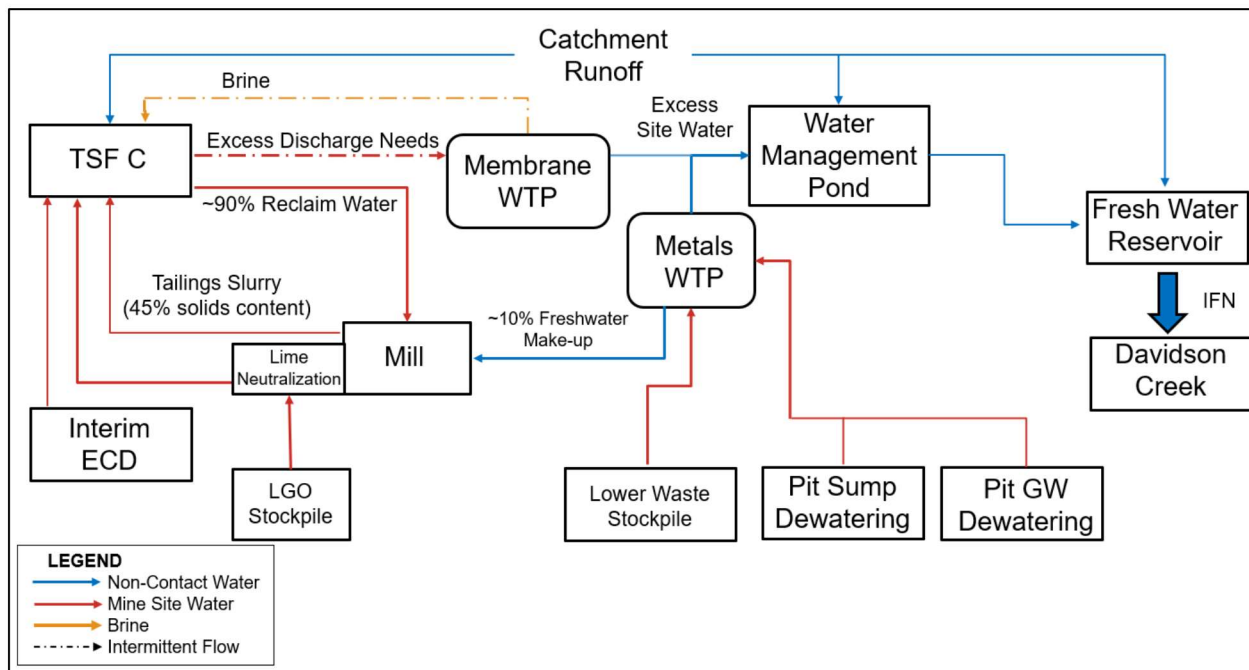 Catchment
Runoff
Brine
Excess
Site Water
TSF C
Excess Discharge Needs
Membrane
WTP
Water
Management
Pond
~90% Reclaim Water
Fresh Water
Reservoir
Metals
WTP
Tailings Slurry
(45% solids content)
IFN
~10% Freshwater
Make-up
Mill
Lime
Neutralization
Davidson
Creek
Interim
ECD
LGO
Stockpile
Lower Waste
Stockpile
Pit Sump
Dewatering
Pit GW
Dewatering
LEGEND
Non-Contact Water
Mine Site Water
Brine
Intermittent Flow